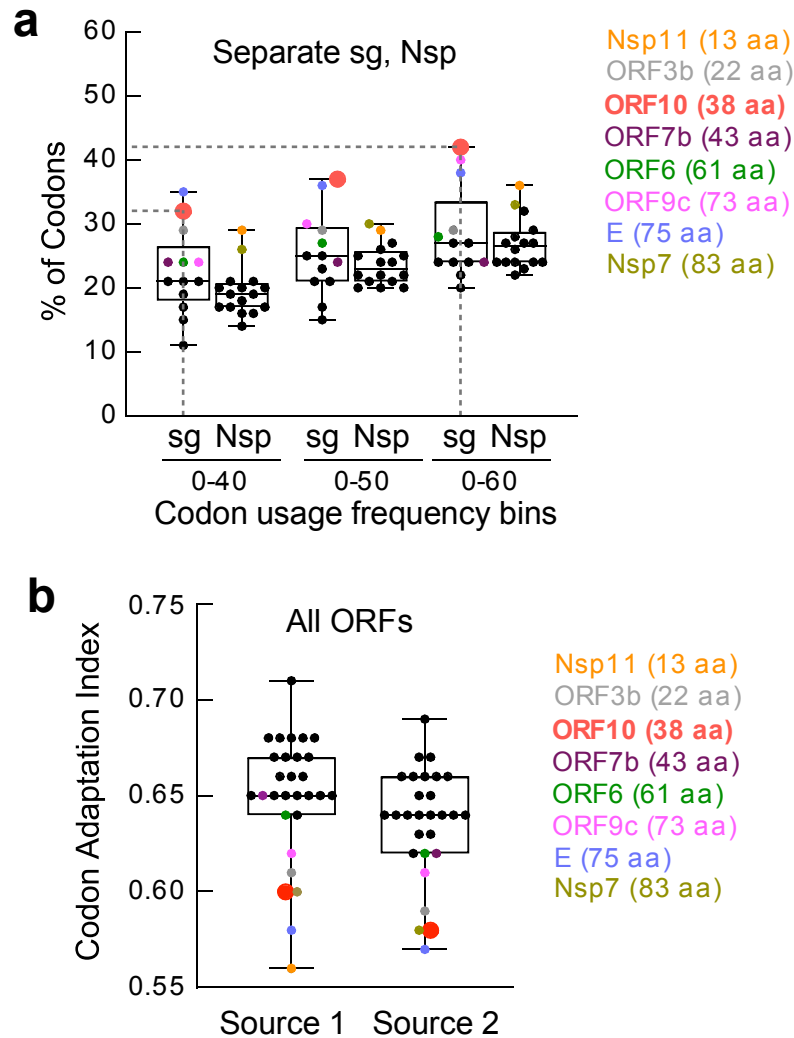 a
60
50
40
30
20
10
0
% of Codons
Separate sg, Nsp
sg Nsp sg Nsp sg Nsp
0-40 0-50 0-60
Codon usage frequency bins
Nsp11 (13 aa)
ORF3b (22 aa)
ORF10 (38 aa)
ORF7b (43 aa)
ORF6 (61 aa)
ORF9c (73 aa)
E (75 aa)
Nsp7 (83 aa)
b
0.75
0.70
0.65
0.60
0.55
Codon Adaptation Index
All ORFs
Source 1 Source 2
Nsp11 (13 aa)
ORF3b (22 aa)
ORF10 (38 aa)
ORF7b (43 aa)
ORF6 (61 aa)
ORF9c (73 aa)
E (75 aa)
Nsp7 (83 aa)